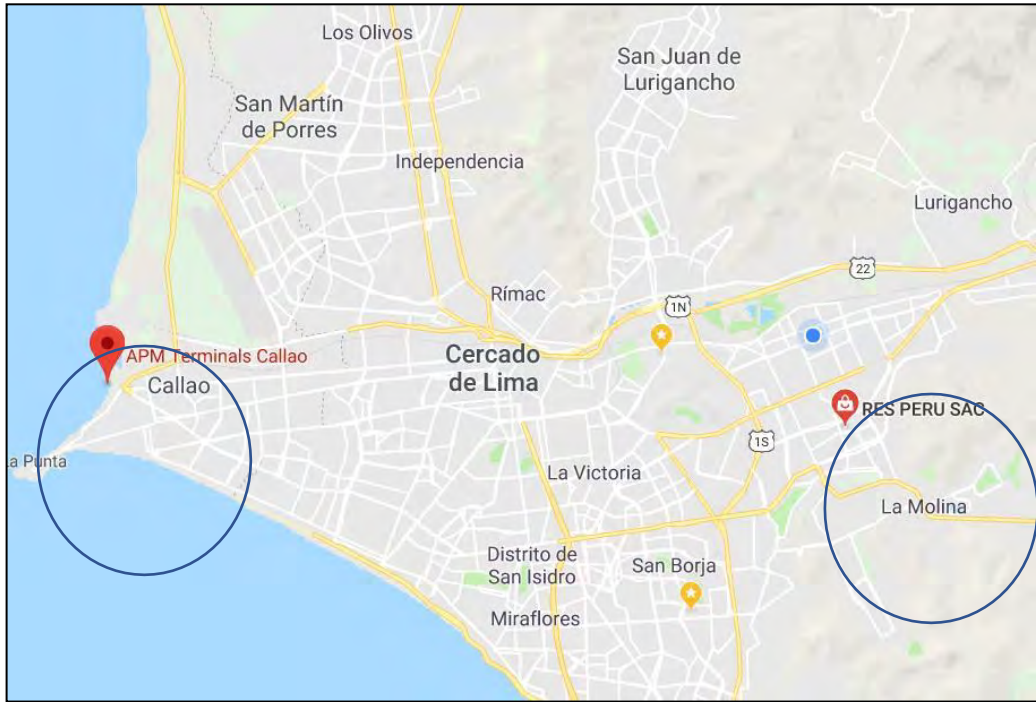 Los Olivos
San Juan de
Lurigancho
San Martín
de Porres
Independencia
Lurigancho
22
Rímac
1N
APM Terminals Callao
Cercado
de Lima
Callao
RES PERU SAC
1S
a Punta
La Victoria
La Molina
Distrito de
San Isidro
San Borja
Miraflores